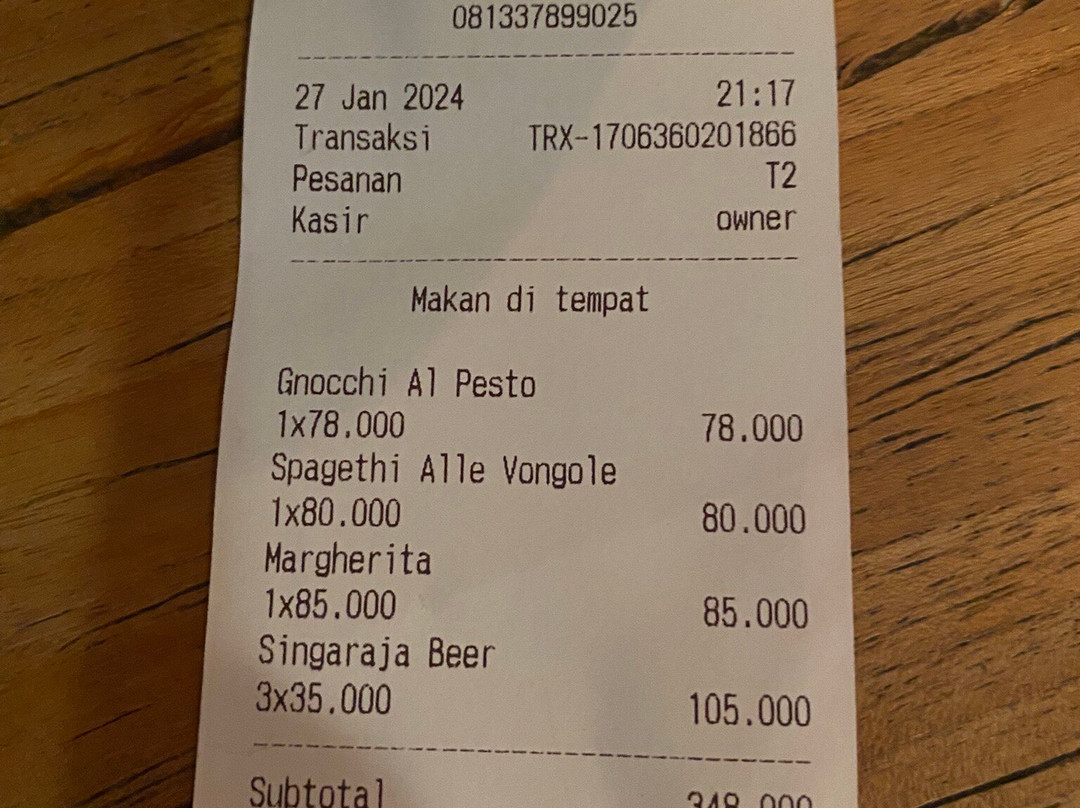 081337899025
27 Jan 2024 21:17
Transaksi TRX-1706360201866
Pesanan T2
Kasir owner
Makan di tempat
Gnocchi Al Pesto
1x78.000 78.000
Spagethi Alle Vongole
1x80.000 80.000
Margherita
1x85.000 85.000
Singaraja Beer
3x35.000 105.000
Subtotal 348.000